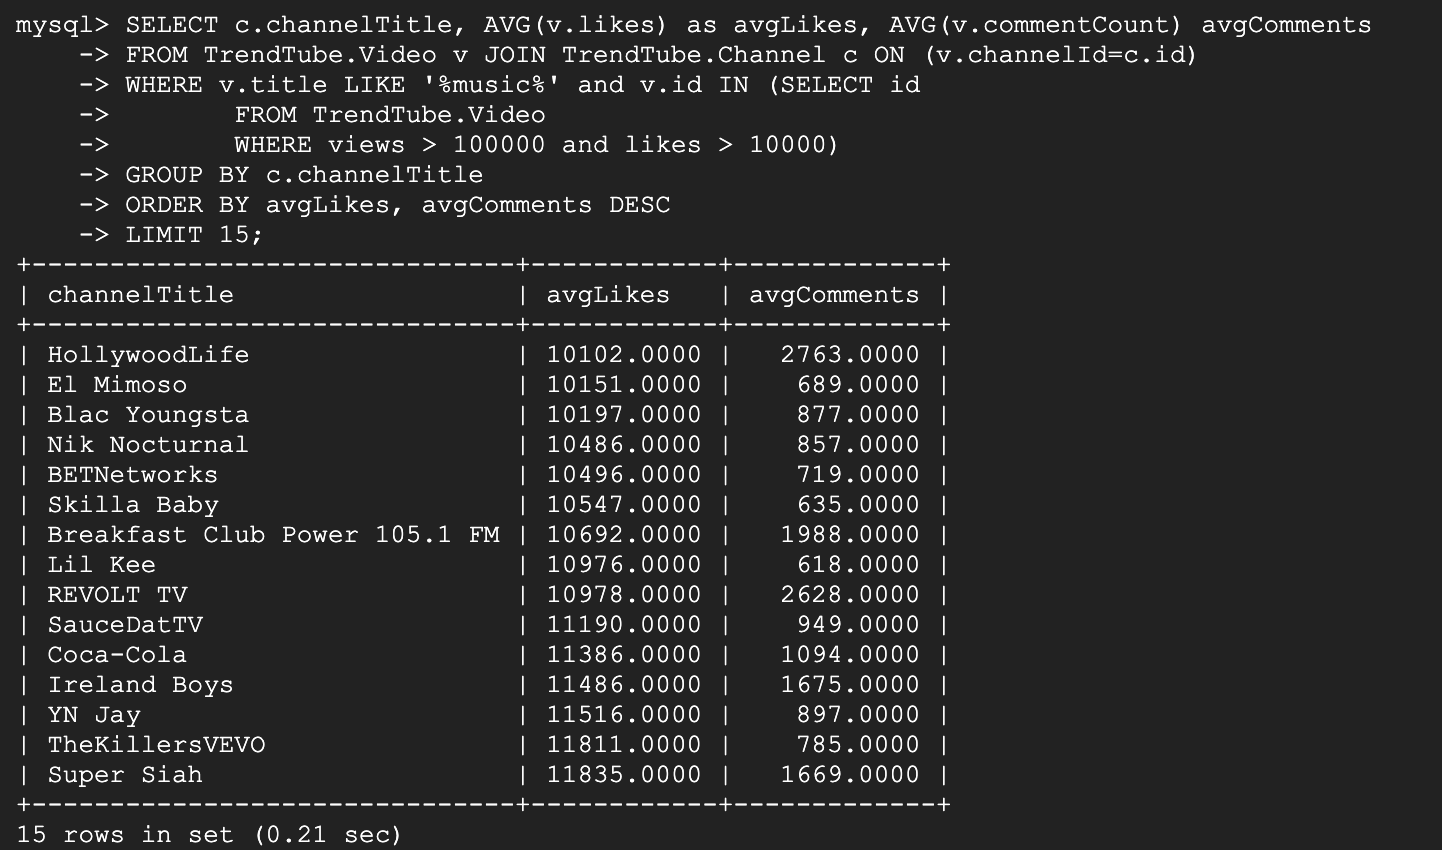 mysql> SELECT c.channelTitle, AVG(v.likes) as avgLikes, AVG(v.commentCount) avgComments
    -> FROM TrendTube.Video v JOIN TrendTube.Channel c ON (v.channelId=c.id)
    -> WHERE v.title LIKE '%music%' and v.id IN (SELECT id
    ->        FROM TrendTube.Video
    ->        WHERE views > 100000 and likes > 10000)
    -> GROUP BY c.channelTitle
    -> ORDER BY avgLikes, avgComments DESC
    -> LIMIT 15;
+-------------------------------+------------+-------------+
| channelTitle                  | avgLikes   | avgComments |
+-------------------------------+------------+-------------+
| HollywoodLife                 | 10102.0000 |   2763.0000 |
| El Mimoso                     | 10151.0000 |    689.0000 |
| Blac Youngsta                 | 10197.0000 |    877.0000 |
| Nik Nocturnal                 | 10486.0000 |    857.0000 |
| BETNetworks                   | 10496.0000 |    719.0000 |
| Skilla Baby                   | 10547.0000 |    635.0000 |
| Breakfast Club Power 105.1 FM | 10692.0000 |   1988.0000 |
| Lil Kee                       | 10976.0000 |    618.0000 |
| REVOLT TV                     | 10978.0000 |   2628.0000 |
| SauceDatTV                    | 11190.0000 |    949.0000 |
| Coca-Cola                     | 11386.0000 |   1094.0000 |
| Ireland Boys                  | 11486.0000 |   1675.0000 |
| YN Jay                        | 11516.0000 |    897.0000 |
| TheKillersVEVO                | 11811.0000 |    785.0000 |
| Super Siah                    | 11835.0000 |   1669.0000 |
+-------------------------------+------------+-------------+
15 rows in set (0.21 sec)